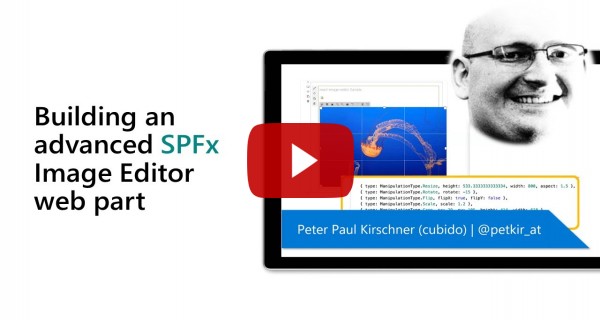 Building an
advanced SPFx
Image Editor
web part
{ type: ManipulationType.Resize, height: 533.3333333333334, width: 800, aspect: 1.5 },
{ type: ManipulationType.Rotate, rotate: -15 },
{ type: ManipulationType.Flip, flipX: true, flipY: false },
{ type: ManipulationType.Scale, scale: 1.2 },
Peter Paul Kirschner (cubido) | @petkir_at